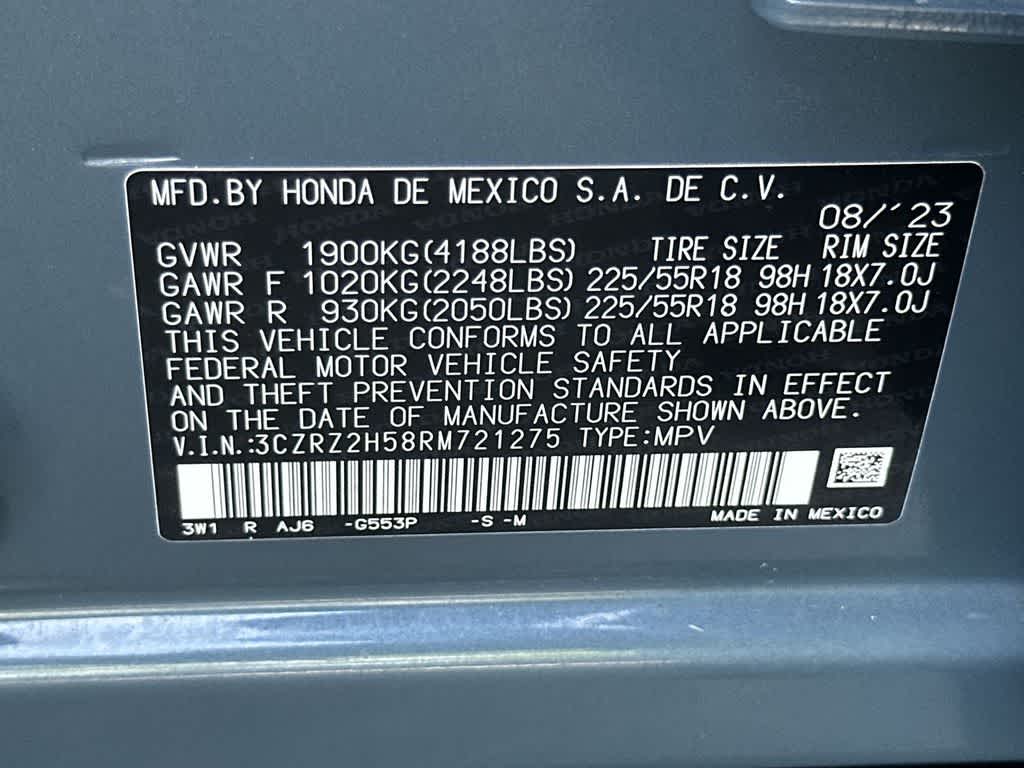 MFD.BY HONDA DE MEXICO S.A. DE C.V.
08/'23
GVWR 1900KG(4188LBS) TIRE SIZE RIM SIZE
GAWR F 1020KG(2248LBS) 225/55R18 98H 18X7.0J
GAWR R 930KG(2050LBS) 225/55R18 98H 18X7.0J
THIS VEHICLE CONFORMS TO ALL APPLICABLE
FEDERAL MOTOR VEHICLE SAFETY
AND THEFT PREVENTION STANDARDS IN EFFECT
ON THE DATE OF MANUFACTURE SHOWN ABOVE.
V.I.N.:3CZRZ2H58RM721275 TYPE:MPV
3W1 R AJ6 -G553P -S -M MADE IN MEXICO